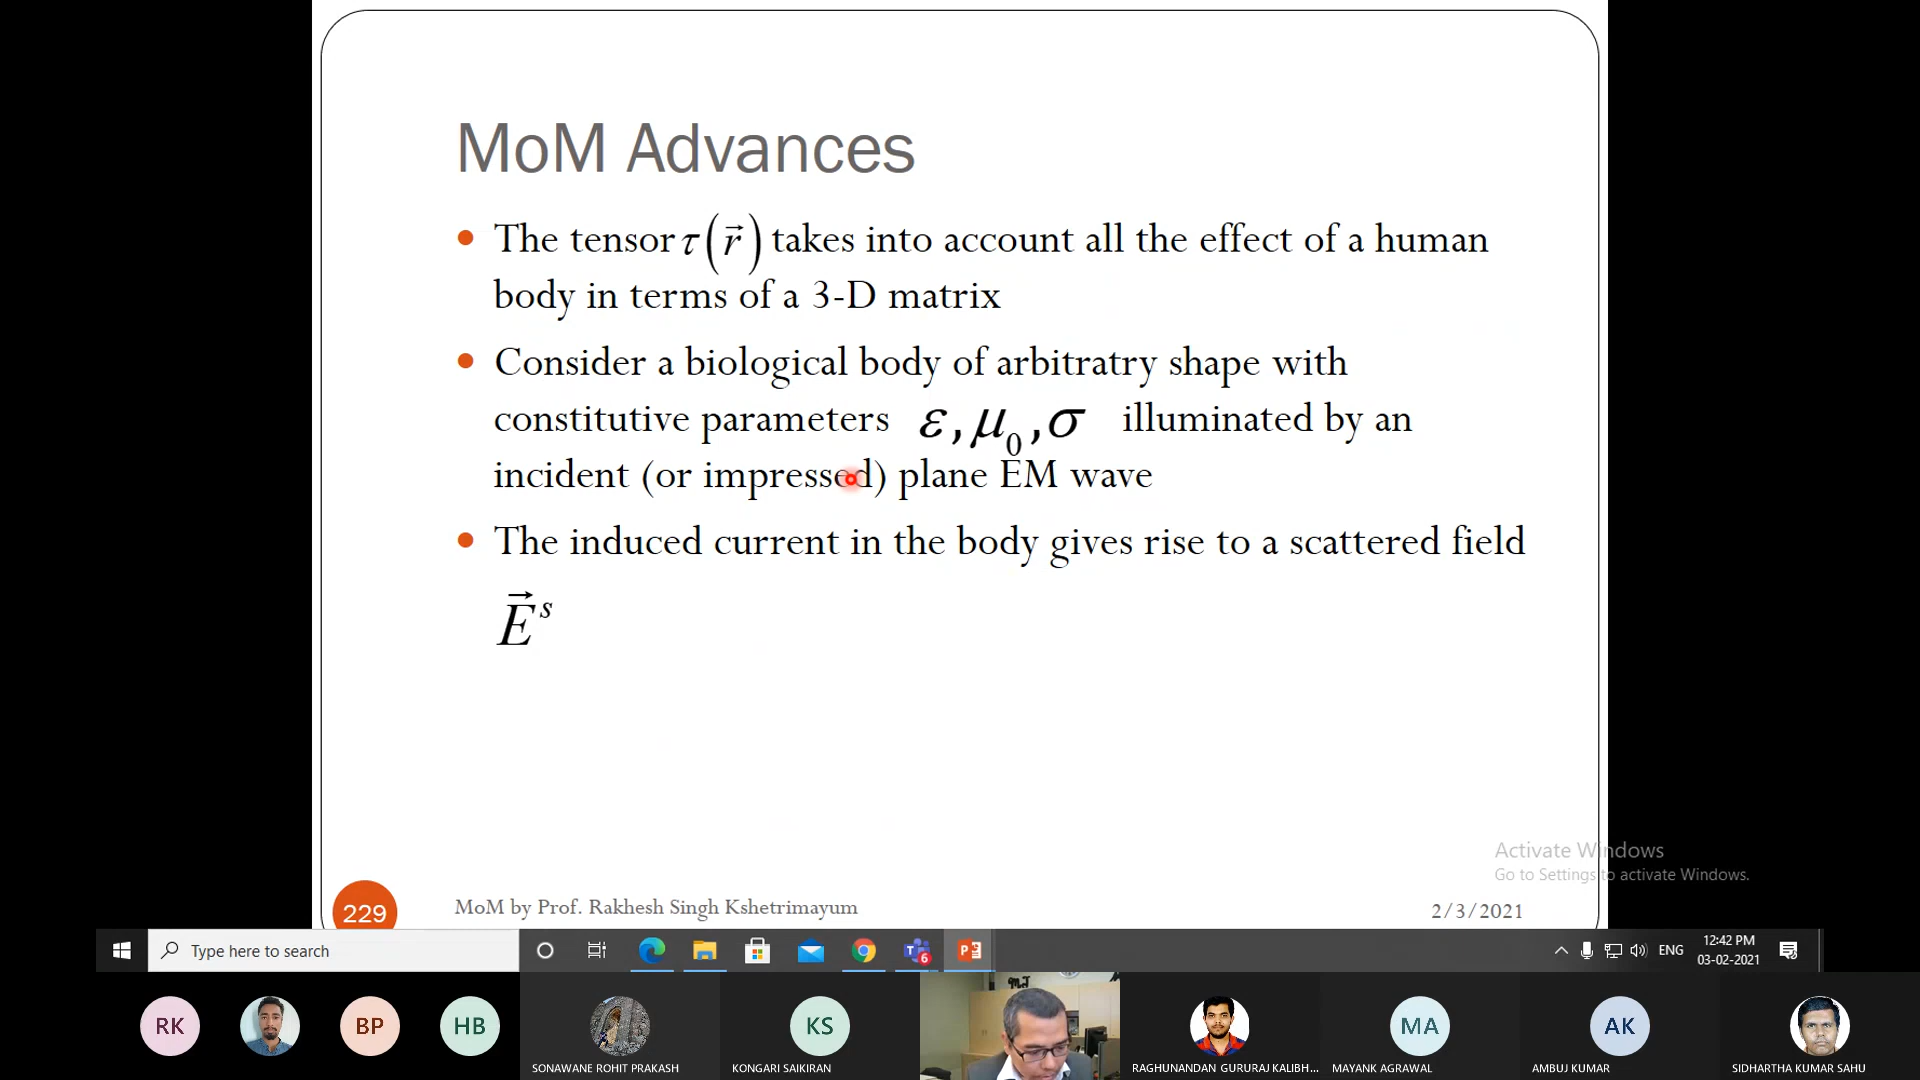 MoM Advances
The tensor τ(r⃗) takes into account all the effect of a human
body in terms of a 3-D matrix
Consider a biological body of arbitratry shape with
constitutive parameters ε, μ₀, σ illuminated by an
incident (or impressed) plane EM wave
The induced current in the body gives rise to a scattered field
E⃗ˢ
Activate Windows
Go to Settings to activate Windows.
229
MoM by Prof. Rakhesh Singh Kshetrimayum
2/3/2021
Type here to search
6
ENG
12:42 PM
03-02-2021
RK
BP
HB
KS
MA
AK
SONAWANE ROHIT PRAKASH
KONGARI SAIKIRAN
RAGHUNANDAN GURURAJ KALIBH...
MAYANK AGRAWAL
AMBUJ KUMAR
SIDHARTHA KUMAR SAHU